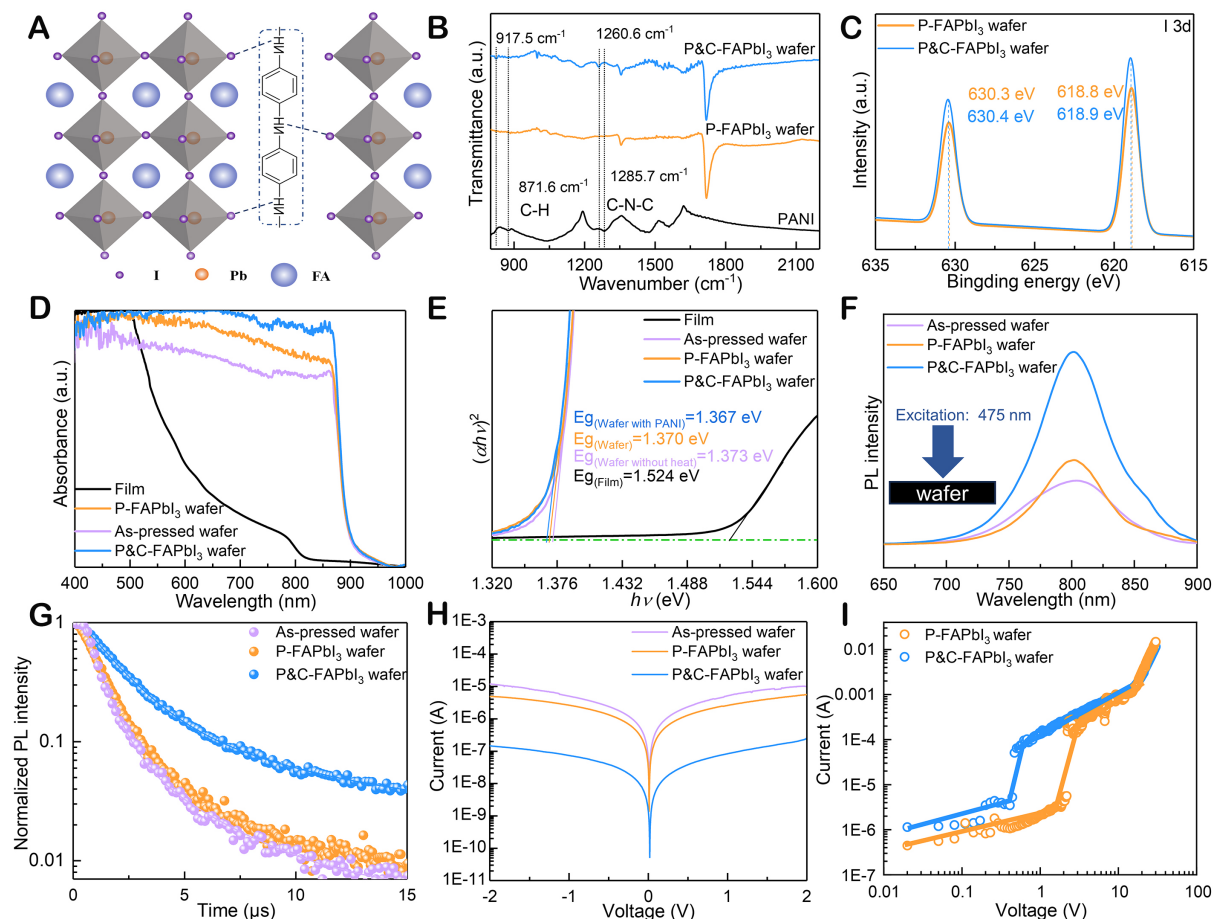 A
HN
HN
HN
I
Pb
FA
B
917.5 cm⁻¹
1260.6 cm⁻¹
P&C-FAPbI₃ wafer
P-FAPbI₃ wafer
871.6 cm⁻¹
1285.7 cm⁻¹
C-H
C-N-C
PANI
Transmittance (a.u.)
900 1200 1500 1800 2100
Wavenumber (cm⁻¹)
C
P-FAPbI₃ wafer
P&C-FAPbI₃ wafer
I 3d
630.3 eV 618.8 eV
630.4 eV 618.9 eV
Intensity (a.u.)
635 630 625 620 615
Bingding energy (eV)
D
Absorbance (a.u.)
Film
P-FAPbI₃ wafer
As-pressed wafer
P&C-FAPbI₃ wafer
400 500 600 700 800 900 1000
Wavelength (nm)
E
Film
As-pressed wafer
P-FAPbI₃ wafer
P&C-FAPbI₃ wafer
(αhν)²
Eg(Wafer with PANI)=1.367 eV
Eg(Wafer)=1.370 eV
Eg(Wafer without heat)=1.373 eV
Eg(Film)=1.524 eV
1.320 1.376 1.432 1.488 1.544 1.600
hν (eV)
F
As-pressed wafer
P-FAPbI₃ wafer
P&C-FAPbI₃ wafer
Excitation: 475 nm
wafer
PL intensity
650 700 750 800 850 900
Wavelength (nm)
G
As-pressed wafer
P-FAPbI₃ wafer
P&C-FAPbI₃ wafer
Normalized PL intensity
1
0.1
0.01
0 5 10 15
Time (µs)
H
As-pressed wafer
P-FAPbI₃ wafer
P&C-FAPbI₃ wafer
Current (A)
1E-3
1E-4
1E-5
1E-6
1E-7
1E-8
1E-9
1E-10
1E-11
-2 -1 0 1 2
Voltage (V)
I
P-FAPbI₃ wafer
P&C-FAPbI₃ wafer
Current (A)
0.01
0.001
1E-4
1E-5
1E-6
1E-7
0.01 0.1 1 10 100
Voltage (V)